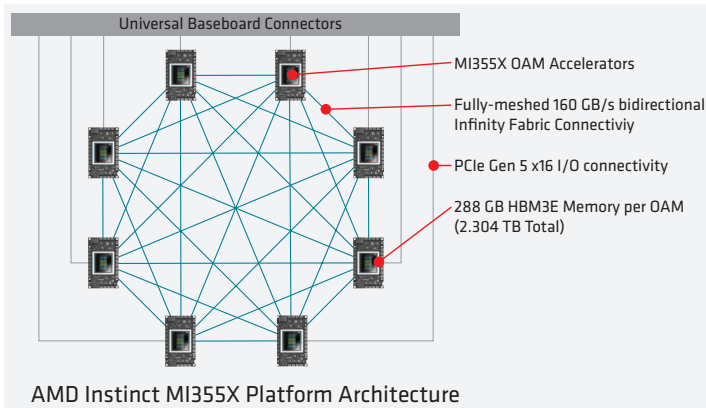 Universal Baseboard Connectors
MI355X OAM Accelerators
Fully-meshed 160 GB/s bidirectional
Infinity Fabric Connectiviy
PCIe Gen 5 x16 I/O connectivity
288 GB HBM3E Memory per OAM
(2.304 TB Total)
AMD Instinct MI355X Platform Architecture